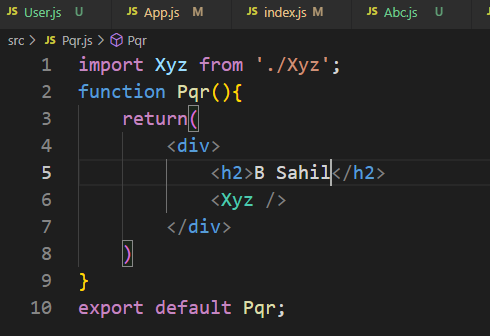 JS User.js U JS App.js M JS index.js M JS Abc.js U
src > JS Pqr.js > Pqr
1 import Xyz from './Xyz';
2 function Pqr(){
3 return(
4 <div>
5 <h2>B Sahil</h2>
6 <Xyz />
7 </div>
8 )
9 }
10 export default Pqr;